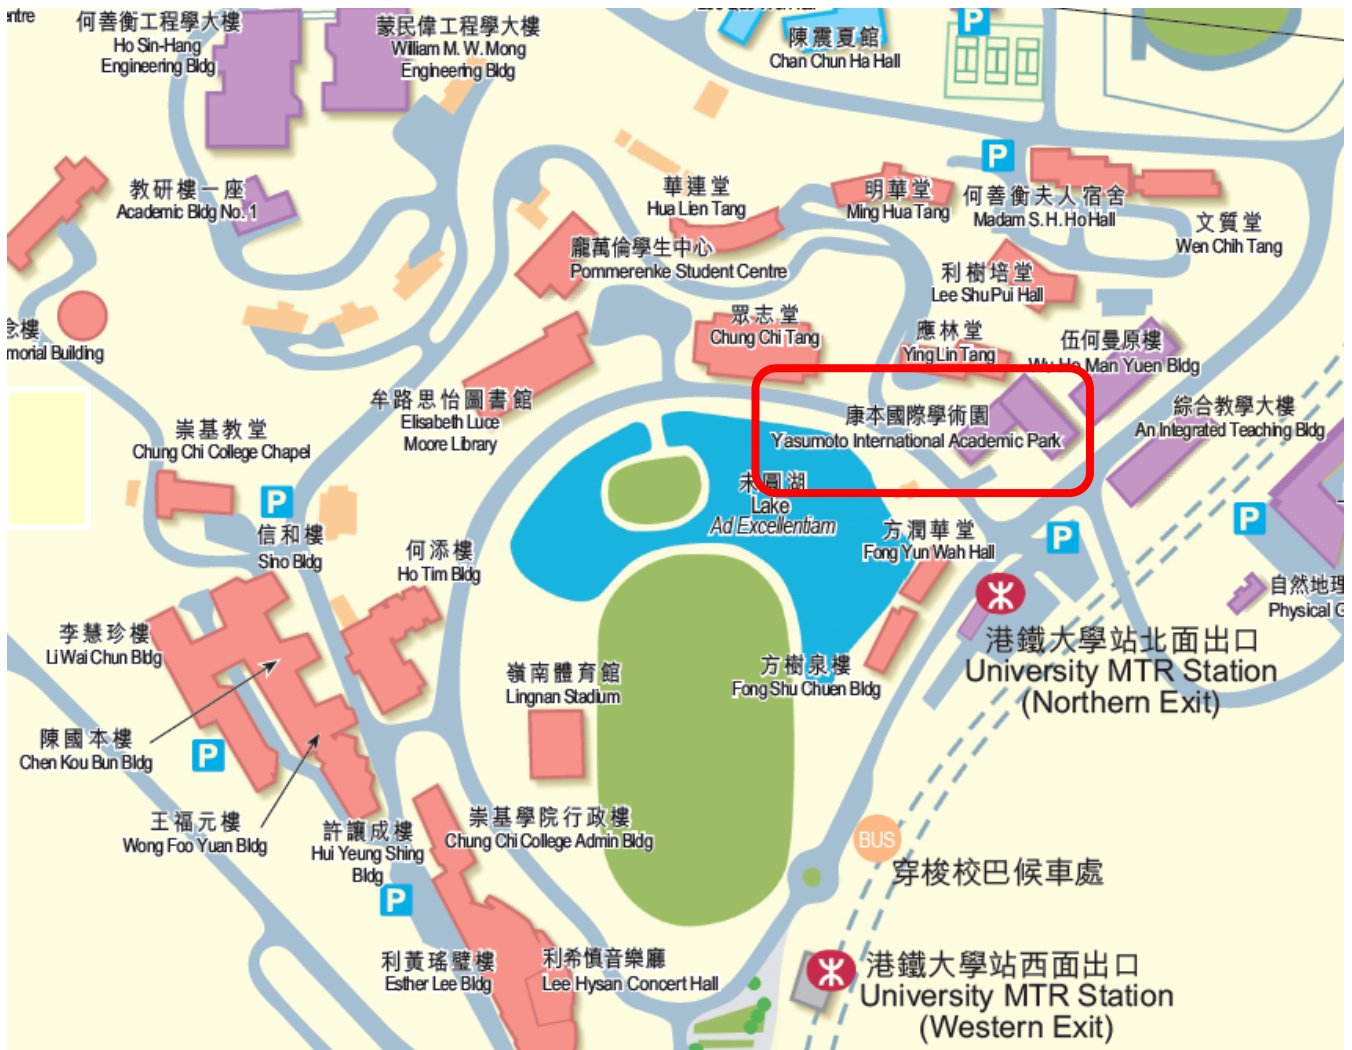 何善衡工程學大樓
Ho Sin-Hang
Engineering Bldg
蒙民偉工程學大樓
William M. W. Mong
Engineering Bldg
陳震夏館
Chan Chun Ha Hall
P
P
教研樓一座
Academic Bldg No. 1
華連堂
Hua Lien Tang
明華堂
Ming Hua Tang
何善衡夫人宿舍
Madam S. H. Ho Hall
文質堂
Wen Chih Tang
龐萬倫學生中心
Pommerenke Student Centre
利樹培堂
Lee Shu Pui Hall
念樓
morial Building
眾志堂
Chung Chi Tang
應林堂
Ying Lin Tang
伍何曼原樓
Wu Ho Man Yuen Bldg
牟路思怡圖書館
Elisabeth Luce
Moore Library
康本國際學術園
Yasumoto International Academic Park
綜合教學大樓
An Integrated Teaching Bldg
崇基教堂
Chung Chi College Chapel
未圓湖
Lake
Ad Excellentiam
P
P
P
信和樓
Sino Bldg
何添樓
Ho Tim Bldg
方潤華堂
Fong Yun Wah Hall
自然地理
Physical G
李慧珍樓
Li Wai Chun Bldg
港鐵大學站北面出口
University MTR Station
(Northern Exit)
嶺南體育館
Lingnan Stadium
方樹泉樓
Fong Shu Chuen Bldg
陳國本樓
Chen Kou Bun Bldg
P
王福元樓
Wong Foo Yuan Bldg
許讓成樓
Hui Yeung Shing
Bldg
崇基學院行政樓
Chung Chi College Admin Bldg
BUS
穿梭校巴候車處
P
利黃瑤璧樓
Esther Lee Bldg
利希慎音樂廳
Lee Hysan Concert Hall
港鐵大學站西面出口
University MTR Station
(Western Exit)